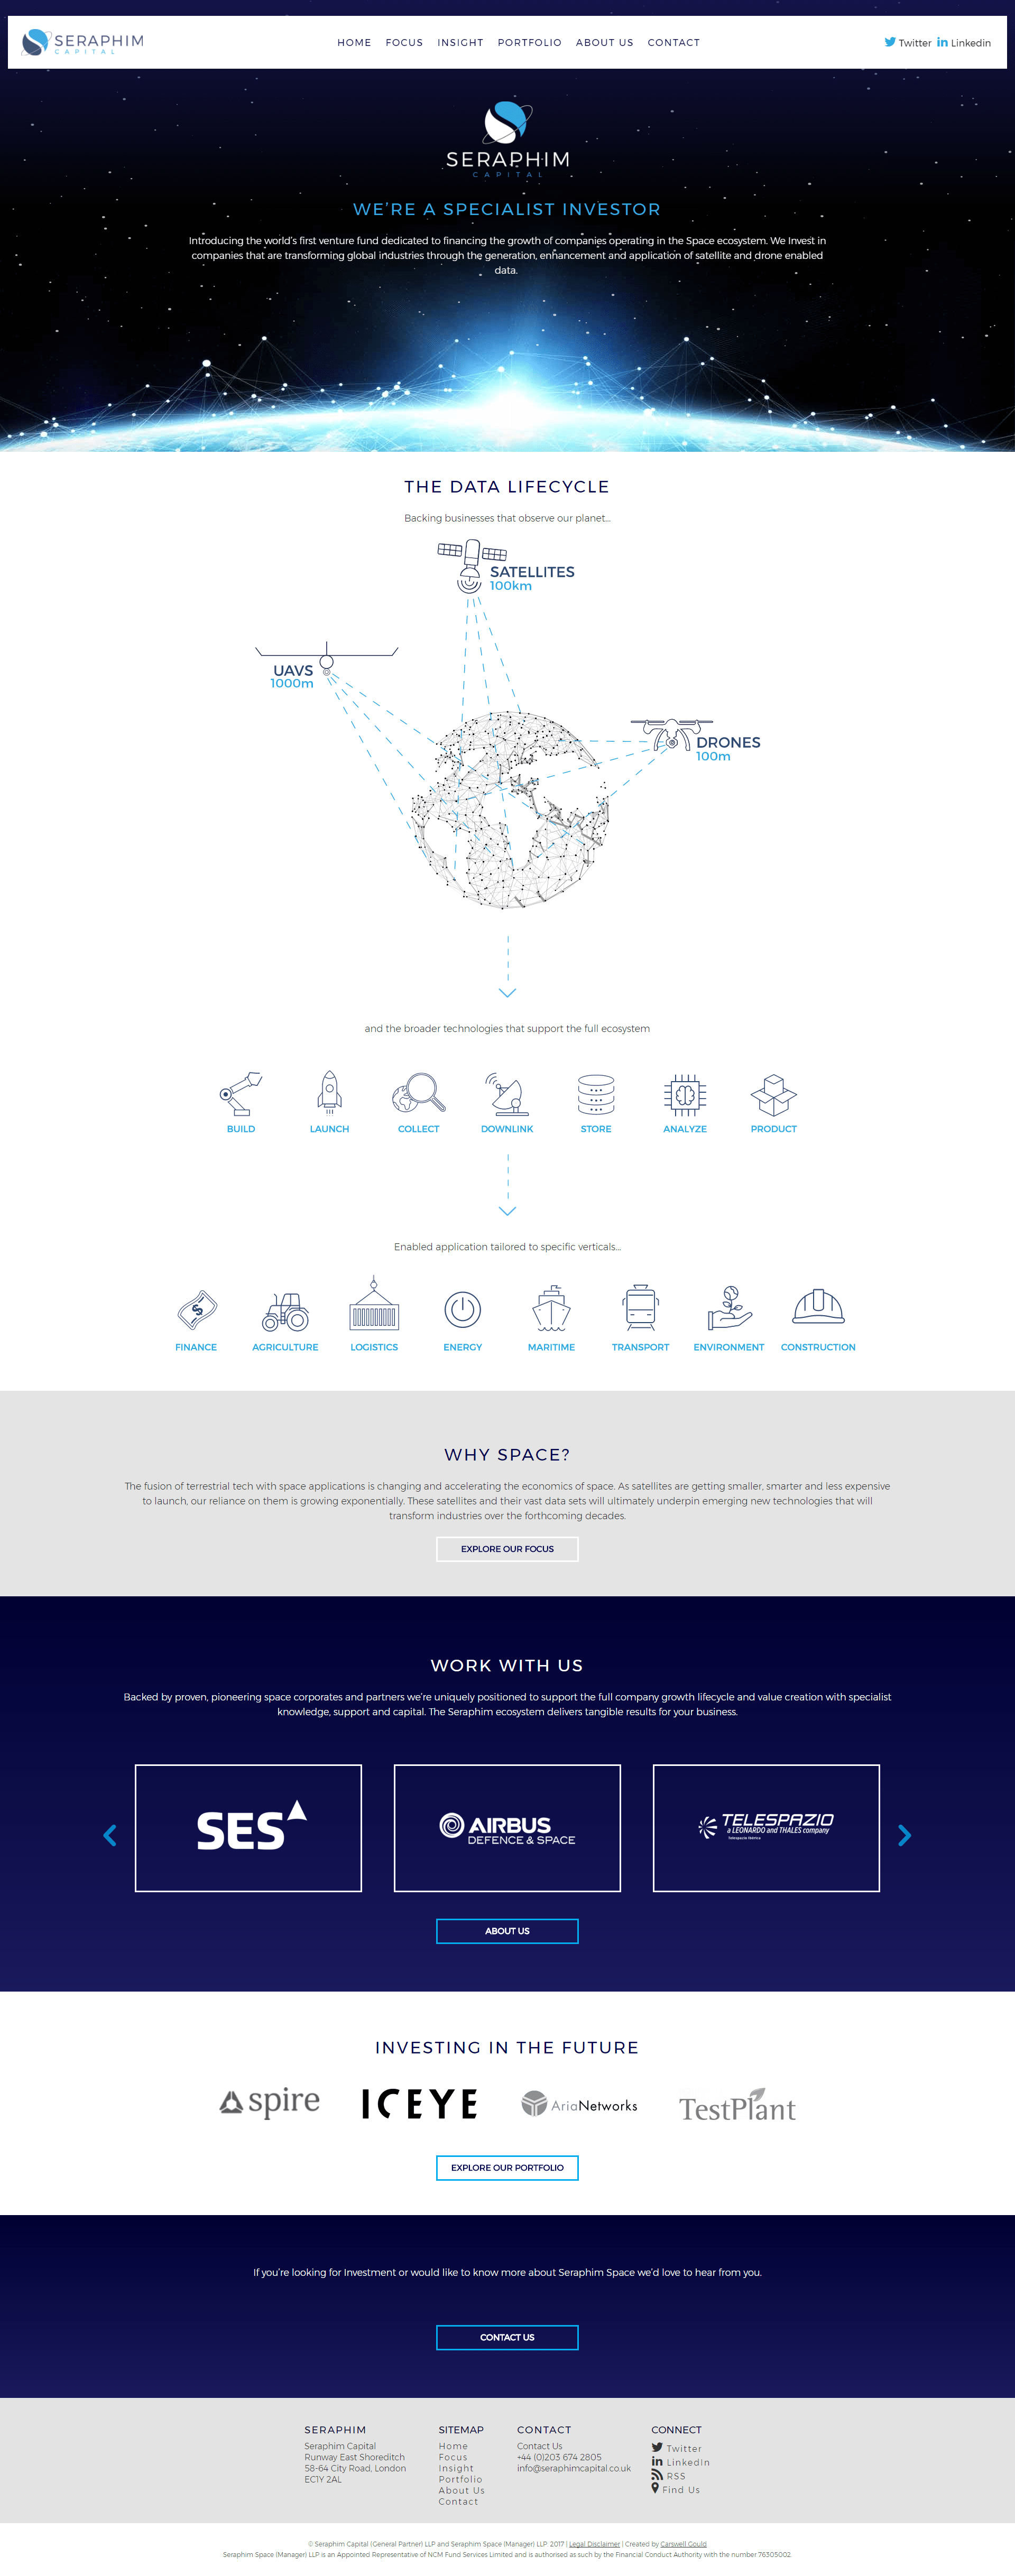 SERAPHIM
CAPITAL
HOME FOCUS INSIGHT PORTFOLIO ABOUT US CONTACT
Twitter Linkedin
SERAPHIM
CAPITAL
WE'RE A SPECIALIST INVESTOR
Introducing the world's first venture fund dedicated to financing the growth of companies operating in the Space ecosystem. We Invest in
companies that are transforming global industries through the generation, enhancement and application of satellite and drone enabled
data.
THE DATA LIFECYCLE
Backing businesses that observe our planet...
SATELLITES
100km
UAVS
1000m
DRONES
100m
and the broader technologies that support the full ecosystem
BUILD LAUNCH COLLECT DOWNLINK STORE ANALYZE PRODUCT
Enabled application tailored to specific verticals...
FINANCE AGRICULTURE LOGISTICS ENERGY MARITIME TRANSPORT ENVIRONMENT CONSTRUCTION
WHY SPACE?
The fusion of terrestrial tech with space applications is changing and accelerating the economics of space. As satellites are getting smaller, smarter and less expensive
to launch, our reliance on them is growing exponentially. These satellites and their vast data sets will ultimately underpin emerging new technologies that will
transform industries over the forthcoming decades.
EXPLORE OUR FOCUS
WORK WITH US
Backed by proven, pioneering space corporates and partners we're uniquely positioned to support the full company growth lifecycle and value creation with specialist
knowledge, support and capital. The Seraphim ecosystem delivers tangible results for your business.
SES
AIRBUS
DEFENCE & SPACE
TELESPAZIO
a LEONARDO and THALES company
Telespazio Ibérica
ABOUT US
INVESTING IN THE FUTURE
spire ICEYE AriaNetworks TestPlant
EXPLORE OUR PORTFOLIO
If you're looking for Investment or would like to know more about Seraphim Space we'd love to hear from you.
CONTACT US
SERAPHIM
Seraphim Capital
Runway East Shoreditch
58-64 City Road, London
EC1Y 2AL
SITEMAP
Home
Focus
Insight
Portfolio
About Us
Contact
CONTACT
Contact Us
+44 (0)203 674 2805
info@seraphimcapital.co.uk
CONNECT
Twitter
LinkedIn
RSS
Find Us
© Seraphim Capital (General Partner) LLP and Seraphim Space (Manager) LLP. 2017 | Legal Disclaimer | Created by Carswell Gould
Seraphim Space (Manager) LLP is an Appointed Representative of NCM Fund Services Limited and is authorised as such by the Financial Conduct Authority with the number 76305002.